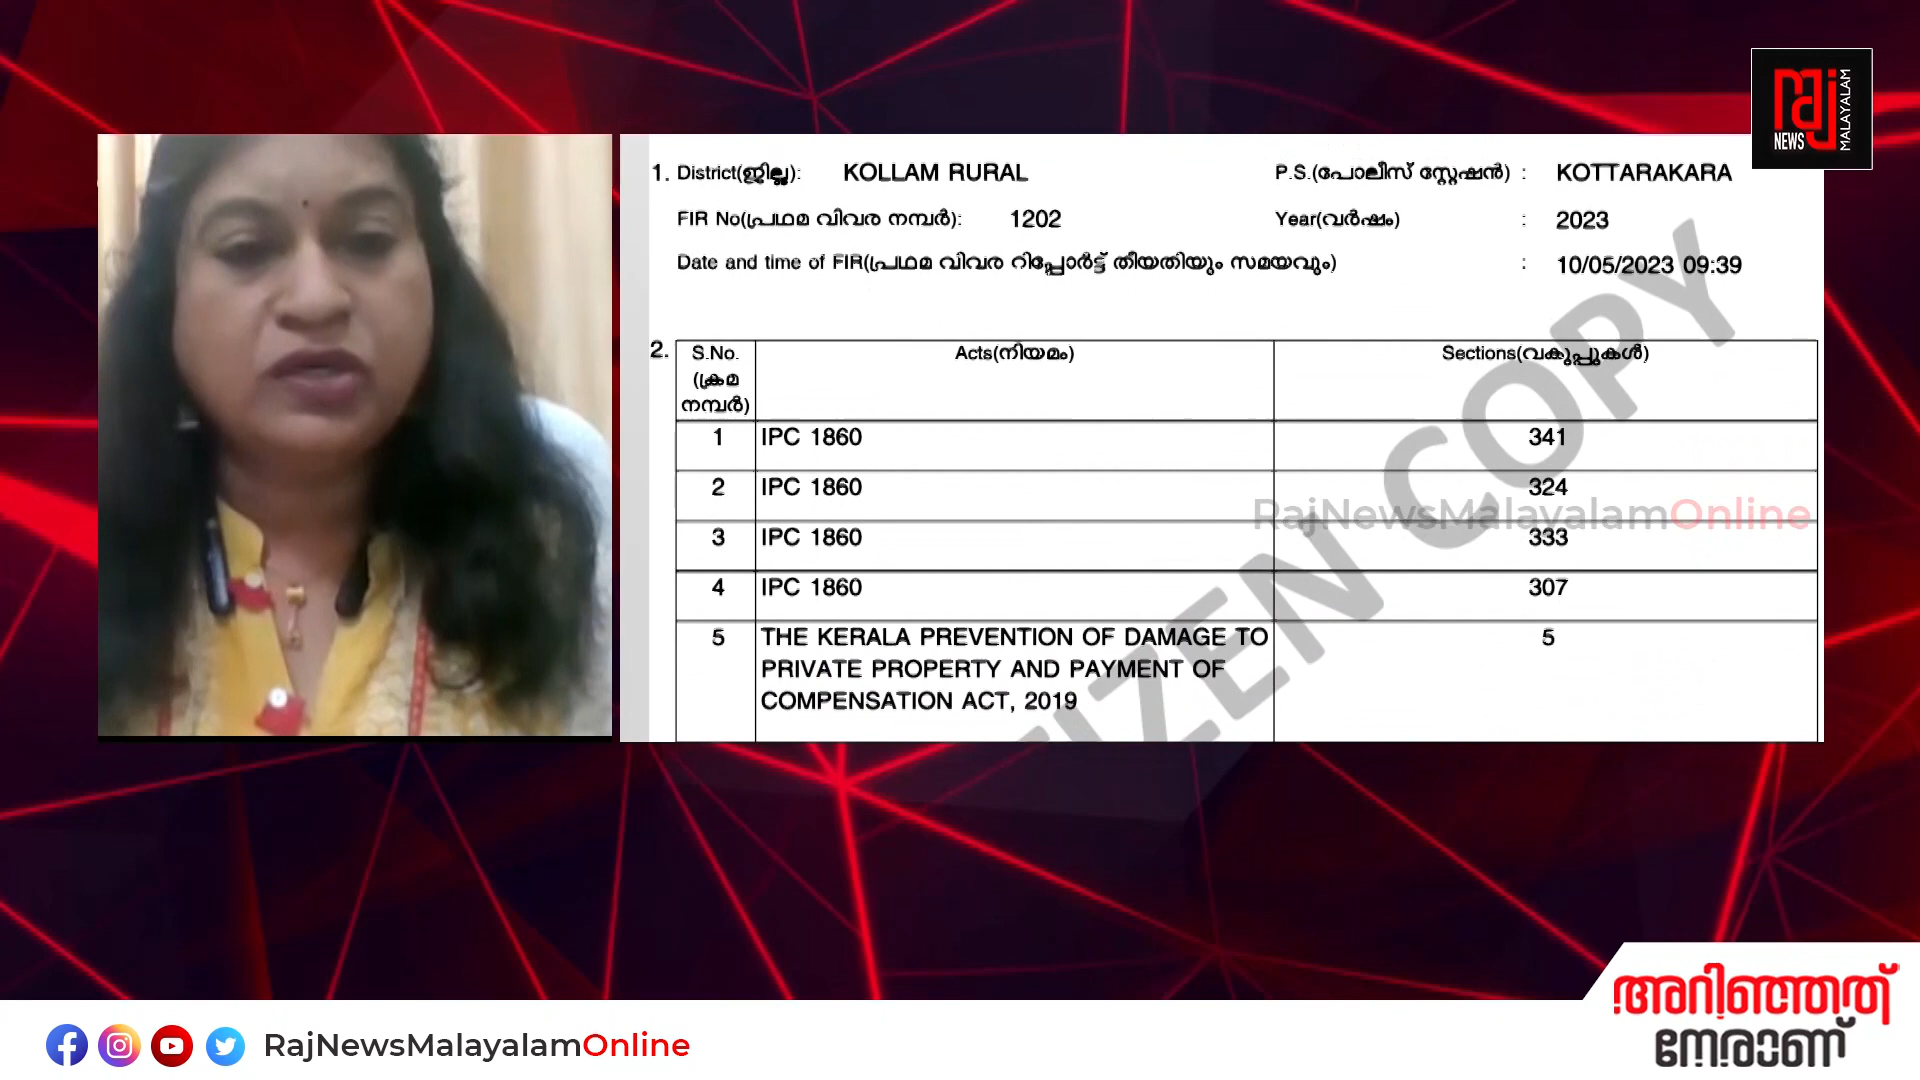 raj
NEWS
MALAYALAM
1. District(ജില്ല): KOLLAM RURAL P.S.(പോലീസ് സ്റ്റേഷൻ) : KOTTARAKARA
FIR No(പ്രഥമ വിവര നമ്പർ): 1202 Year(വർഷം) : 2023
Date and time of FIR(പ്രഥമ വിവര റിപ്പോർട്ട് തീയതിയും സമയവും) : 10/05/2023 09:39
2. S.No. Acts(നിയമം) Sections(വകുപ്പുകൾ)
(ക്രമ
നമ്പർ)
1 IPC 1860 341
2 IPC 1860 324
RajNewsMalayalamOnline
3 IPC 1860 333
4 IPC 1860 307
5 THE KERALA PREVENTION OF DAMAGE TO 5
PRIVATE PROPERTY AND PAYMENT OF
COMPENSATION ACT, 2019
TIZEN COPY
അറിഞ്ഞത്
നേരാണ്
RajNewsMalayalamOnline